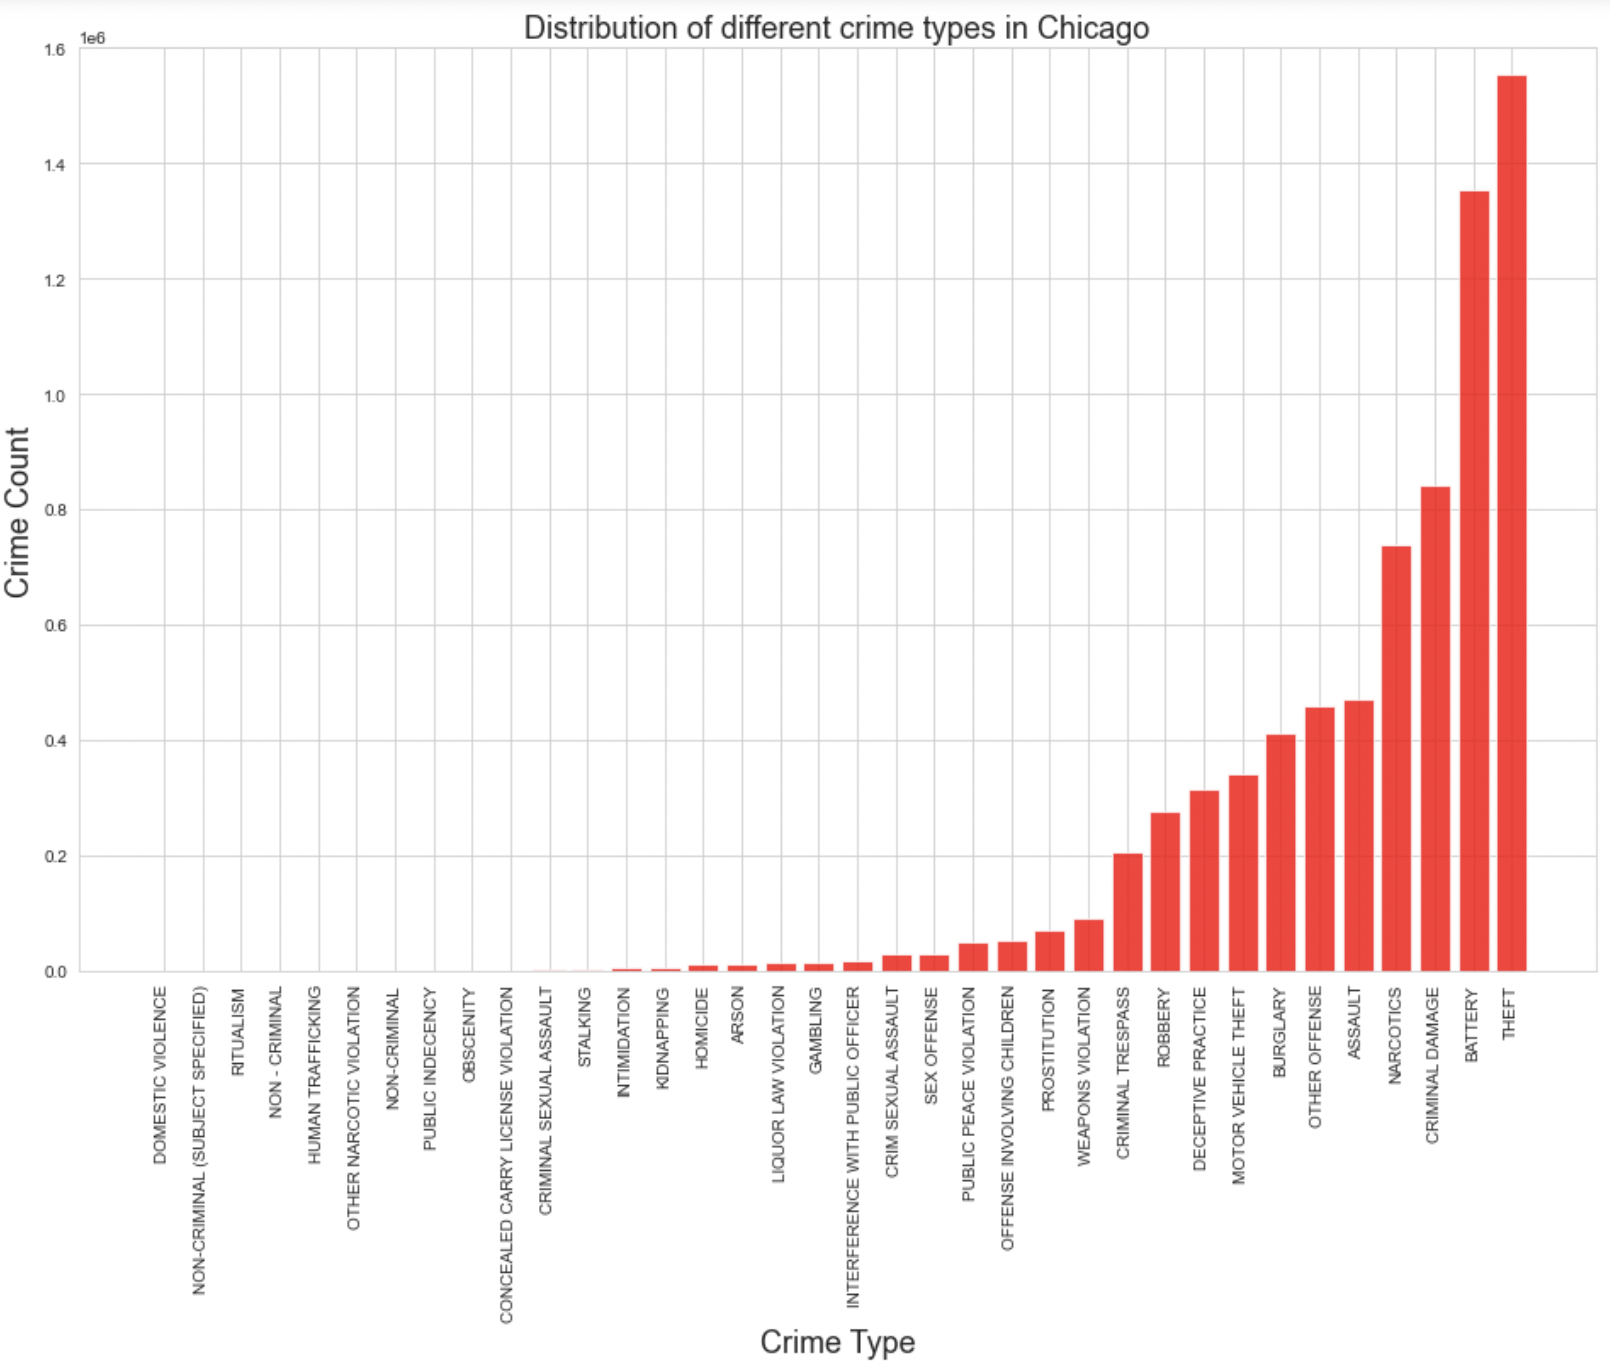 Distribution of different crime types in Chicago
1e6
1.6
1.4
1.2
1.0
0.8
0.6
0.4
0.2
0.0
Crime Count
DOMESTIC VIOLENCE
NON-CRIMINAL (SUBJECT SPECIFIED)
RITUALISM
NON - CRIMINAL
HUMAN TRAFFICKING
OTHER NARCOTIC VIOLATION
NON-CRIMINAL
PUBLIC INDECENCY
OBSCENITY
CONCEALED CARRY LICENSE VIOLATION
CRIMINAL SEXUAL ASSAULT
STALKING
INTIMIDATION
KIDNAPPING
HOMICIDE
ARSON
LIQUOR LAW VIOLATION
GAMBLING
INTERFERENCE WITH PUBLIC OFFICER
CRIM SEXUAL ASSAULT
SEX OFFENSE
PUBLIC PEACE VIOLATION
OFFENSE INVOLVING CHILDREN
PROSTITUTION
WEAPONS VIOLATION
CRIMINAL TRESPASS
ROBBERY
DECEPTIVE PRACTICE
MOTOR VEHICLE THEFT
BURGLARY
OTHER OFFENSE
ASSAULT
NARCOTICS
CRIMINAL DAMAGE
BATTERY
THEFT
Crime Type